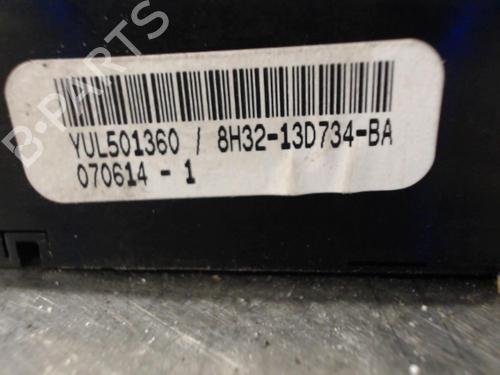 YUL501360 / 8H32-13D734-BA
070614 - 1
B-PARTS